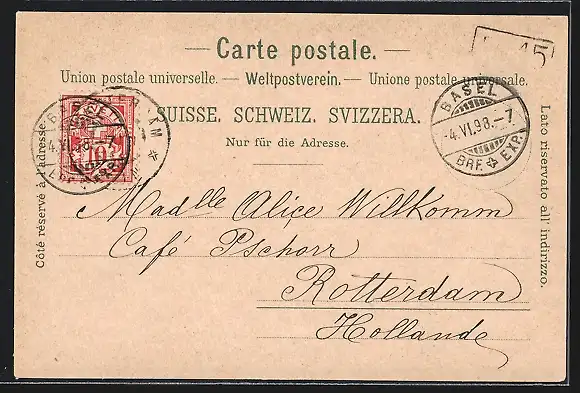 — Carte postale. —
Union postale universelle. — Weltpostverein. — Unione postale universale.
SUISSE. SCHWEIZ. SVIZZERA.
Nur für die Adresse.
Côté réservé à l'adresse.
Lato riservato all' indirizzo.
BASEL
-4.VI.98.-7
BRF. EXP.
10
Madlle Alice Willkomm
Café Pschorr
Rotterdam
Hollande